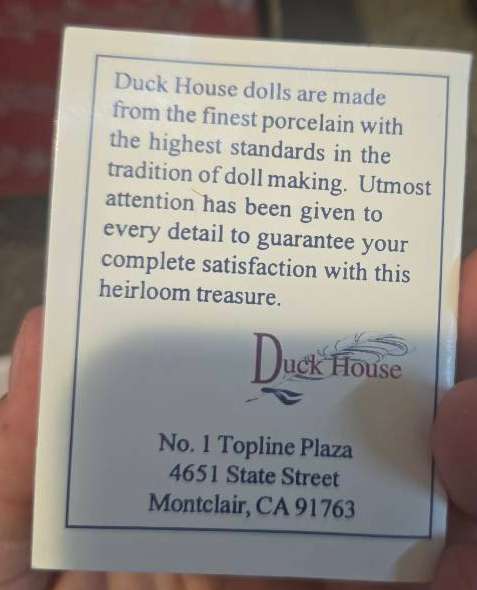 Duck House dolls are made
from the finest porcelain with
the highest standards in the
tradition of doll making. Utmost
attention has been given to
every detail to guarantee your
complete satisfaction with this
heirloom treasure.
Duck House
No. 1 Topline Plaza
4651 State Street
Montclair, CA 91763